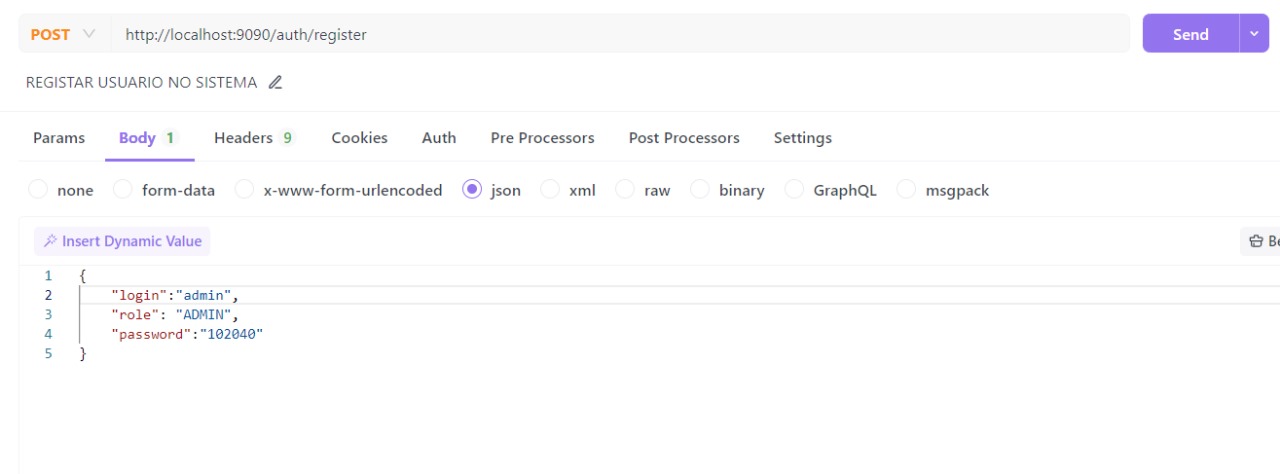 POST http://localhost:9090/auth/register Send
REGISTAR USUARIO NO SISTEMA
Params Body 1 Headers 9 Cookies Auth Pre Processors Post Processors Settings
none form-data x-www-form-urlencoded json xml raw binary GraphQL msgpack
Insert Dynamic Value
1 {
2 "login":"admin",
3 "role": "ADMIN",
4 "password":"102040"
5 }